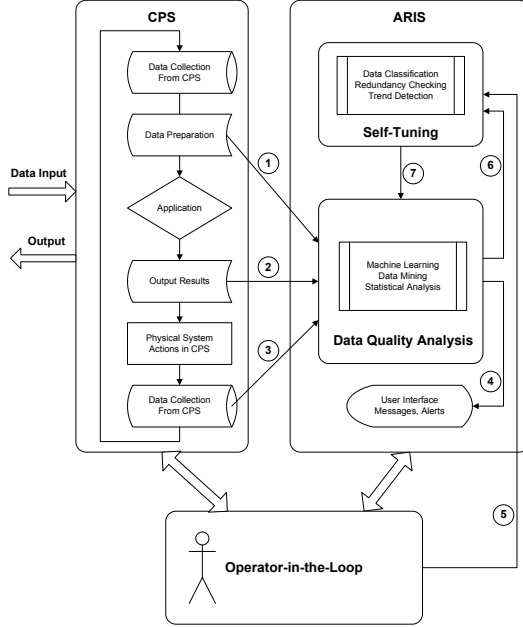 CPS
Data Collection
From CPS
Data Preparation
Application
Output Results
Physical System
Actions in CPS
Data Collection
From CPS
Data Input
Output
1
2
3
ARIS
Data Classification
Redundancy Checking
Trend Detection
Self-Tuning
7
6
Machine Learning
Data Mining
Statistical Analysis
Data Quality Analysis
4
User Interface
Messages, Alerts
5
Operator-in-the-Loop